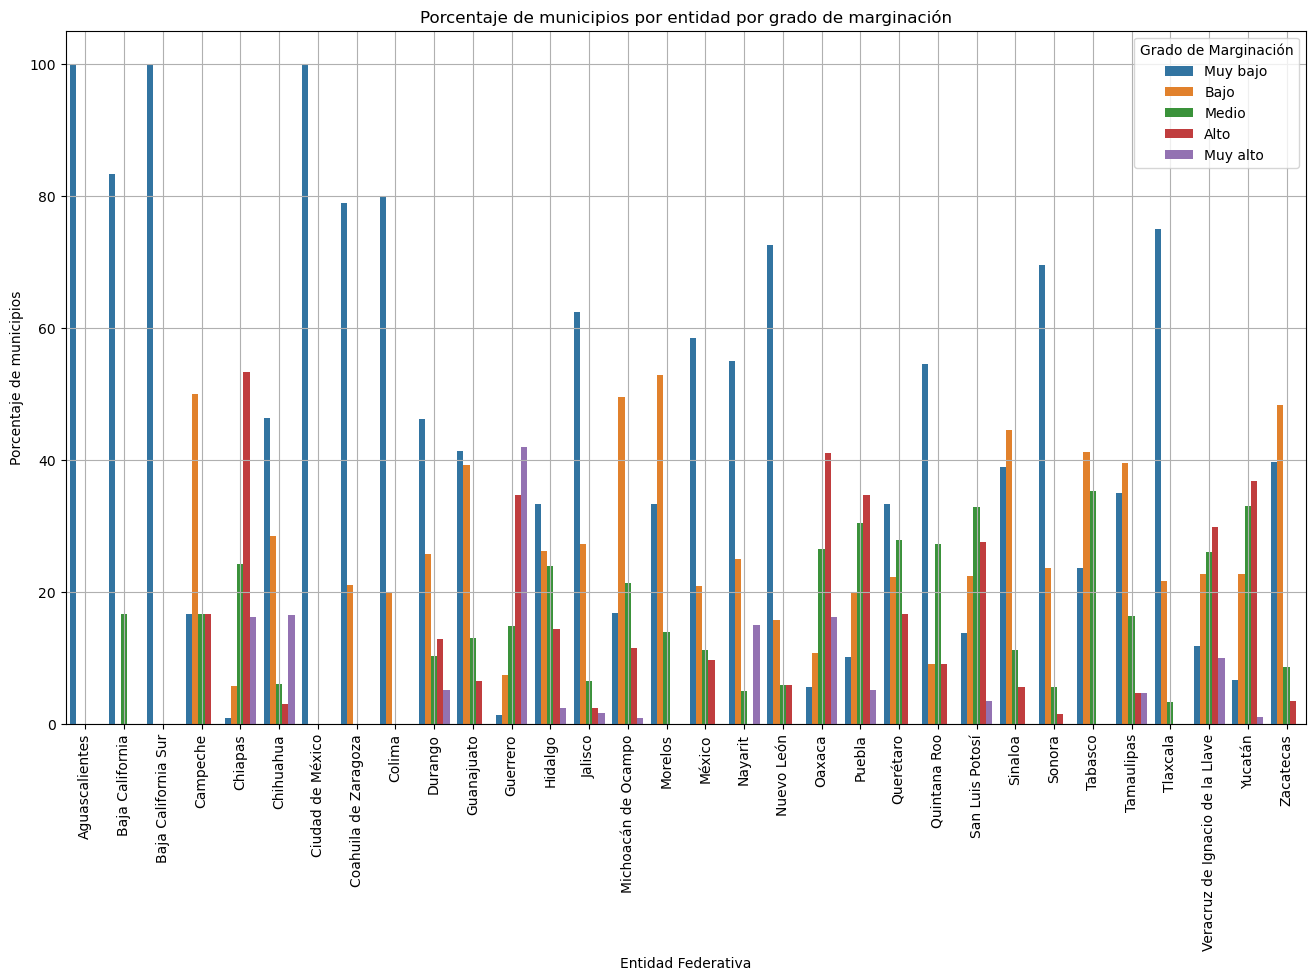 Porcentaje de municipios por entidad por grado de marginación
Grado de Marginación
Muy bajo
Bajo
Medio
Alto
Muy alto
Porcentaje de municipios
100
80
60
40
20
0
Aguascalientes
Baja California
Baja California Sur
Campeche
Chiapas
Chihuahua
Ciudad de México
Coahuila de Zaragoza
Colima
Durango
Guanajuato
Guerrero
Hidalgo
Jalisco
Michoacán de Ocampo
Morelos
México
Nayarit
Nuevo León
Oaxaca
Puebla
Querétaro
Quintana Roo
San Luis Potosí
Sinaloa
Sonora
Tabasco
Tamaulipas
Tlaxcala
Veracruz de Ignacio de la Llave
Yucatán
Zacatecas
Entidad Federativa